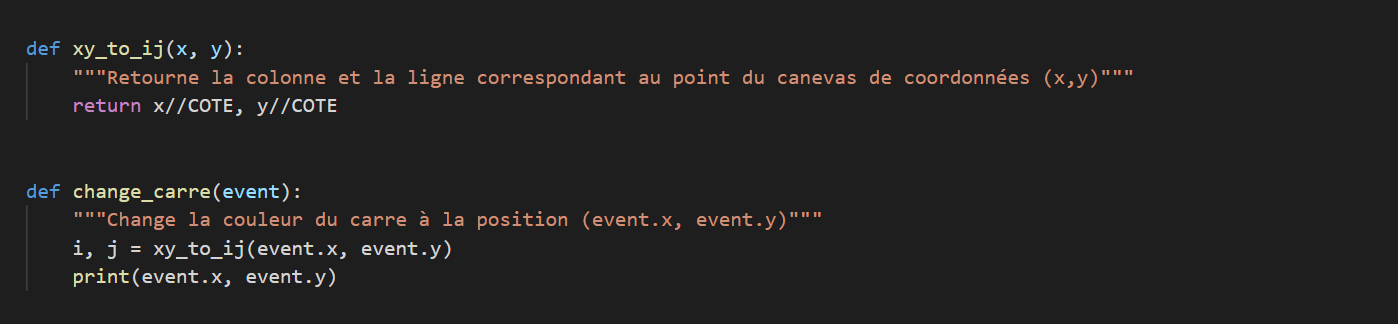 def xy_to_ij(x, y):
    """Retourne la colonne et la ligne correspondant au point du canevas de coordonnées (x,y)"""
    return x//COTE, y//COTE
def change_carre(event):
    """Change la couleur du carre à la position (event.x, event.y)"""
    i, j = xy_to_ij(event.x, event.y)
    print(event.x, event.y)